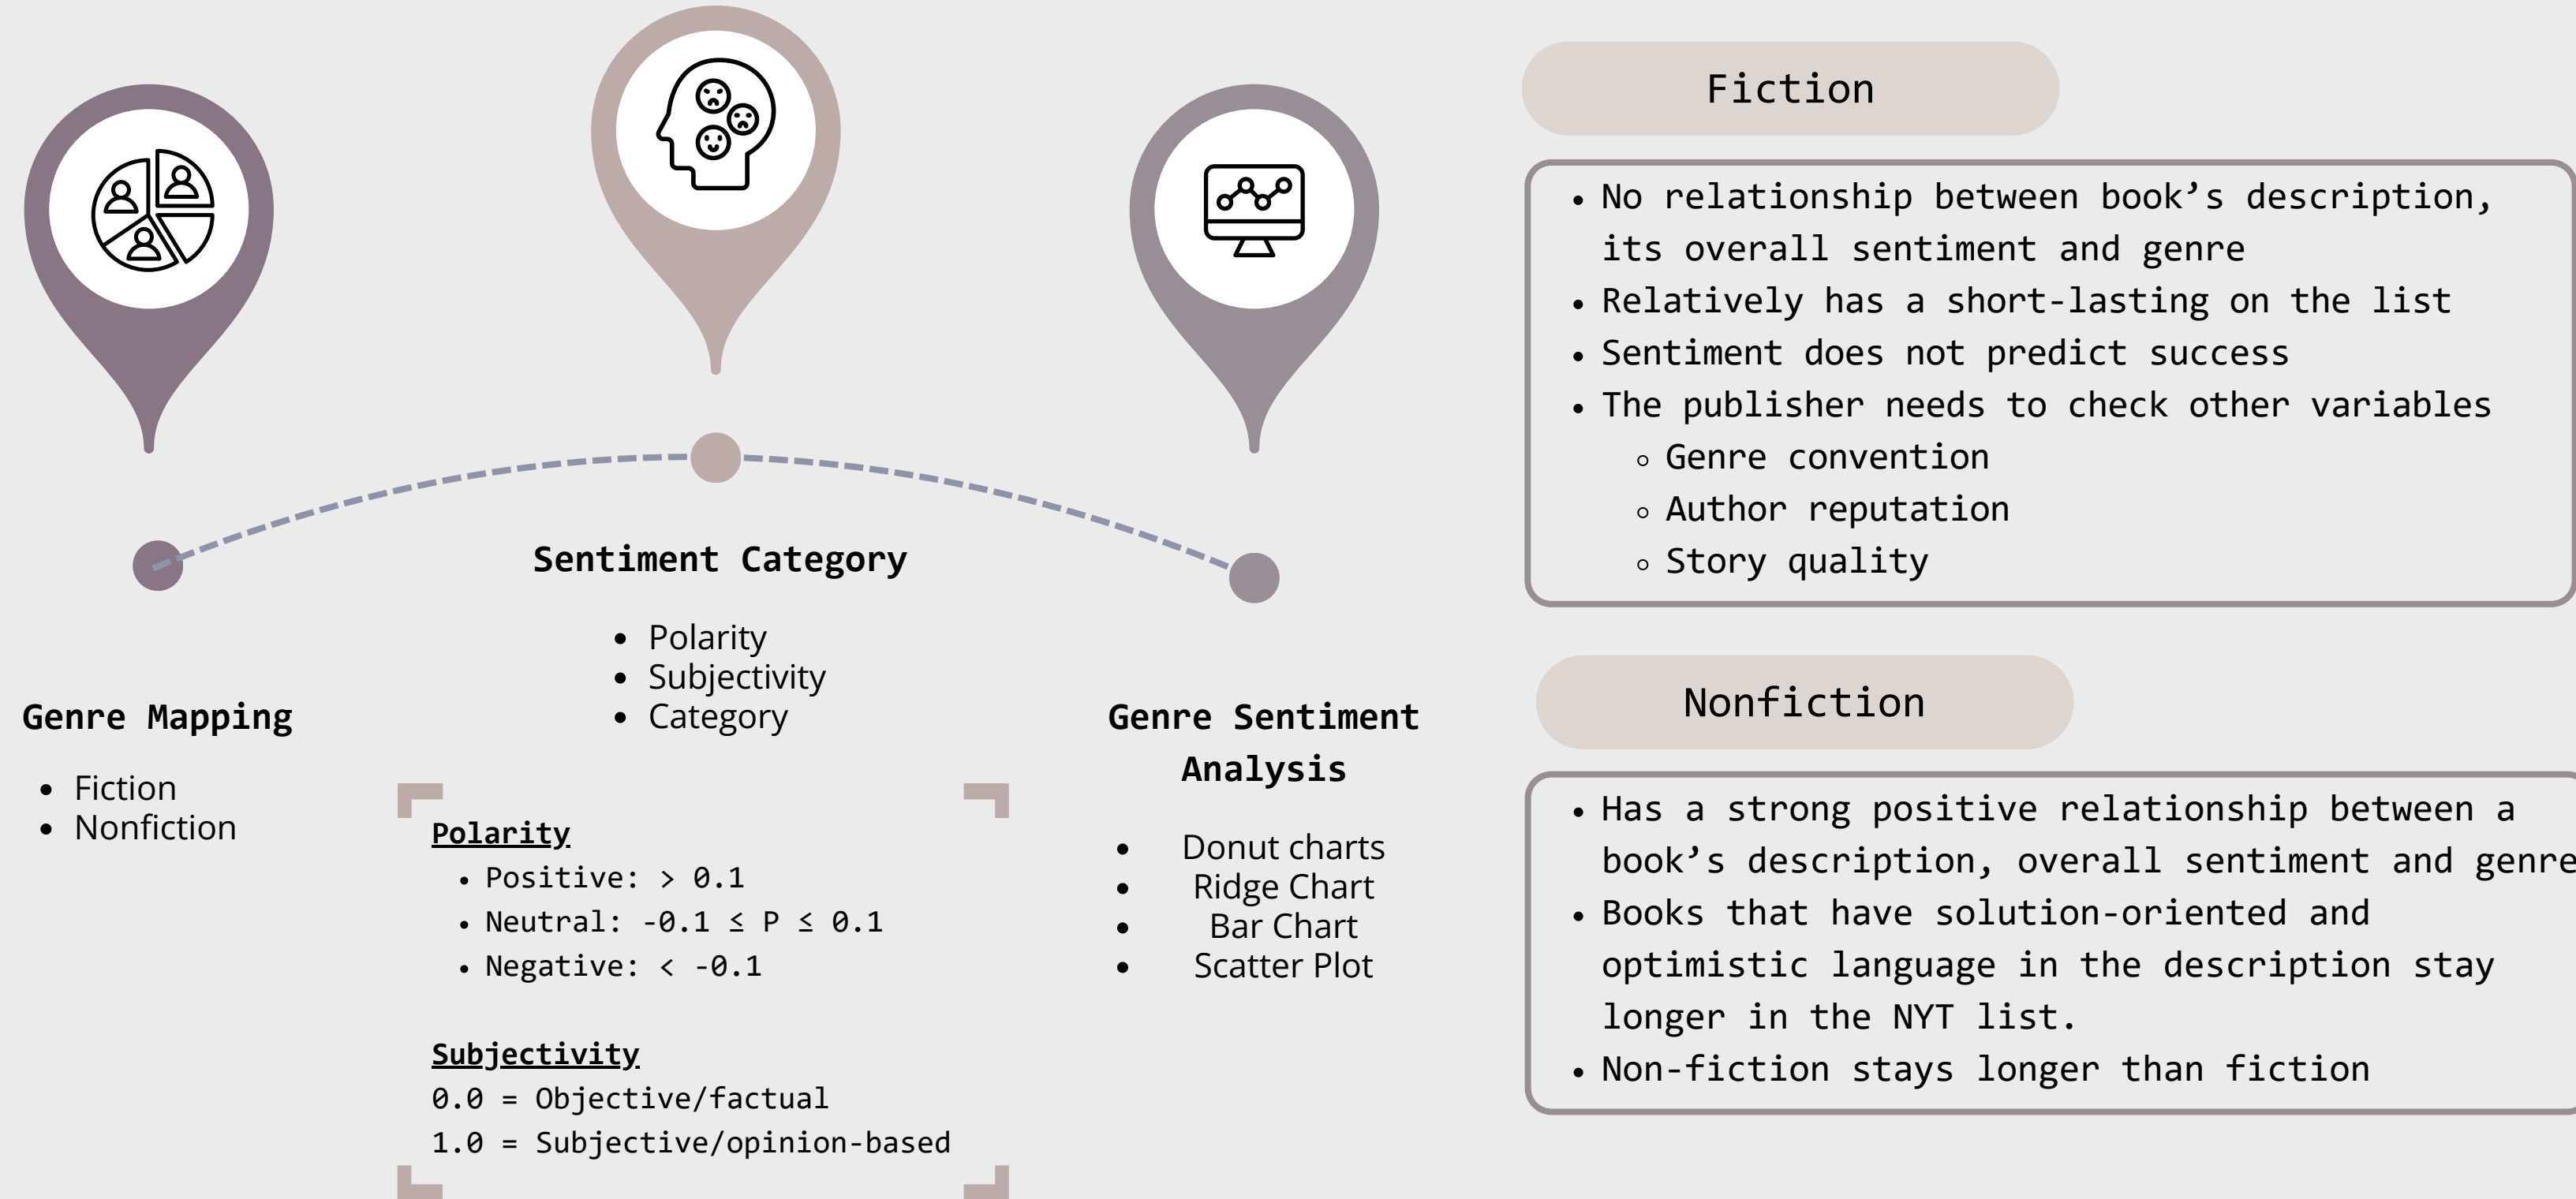 Genre Mapping
• Fiction
• Nonfiction
Sentiment Category
• Polarity
• Subjectivity
• Category
Polarity
• Positive: > 0.1
• Neutral: -0.1 ≤ P ≤ 0.1
• Negative: < -0.1
Subjectivity
0.0 = Objective/factual
1.0 = Subjective/opinion-based
Genre Sentiment
Analysis
• Donut charts
• Ridge Chart
• Bar Chart
• Scatter Plot
Fiction
• No relationship between book’s description,
its overall sentiment and genre
• Relatively has a short-lasting on the list
• Sentiment does not predict success
• The publisher needs to check other variables
◦ Genre convention
◦ Author reputation
◦ Story quality
Nonfiction
• Has a strong positive relationship between a
book’s description, overall sentiment and genre
• Books that have solution-oriented and
optimistic language in the description stay
longer in the NYT list.
• Non-fiction stays longer than fiction